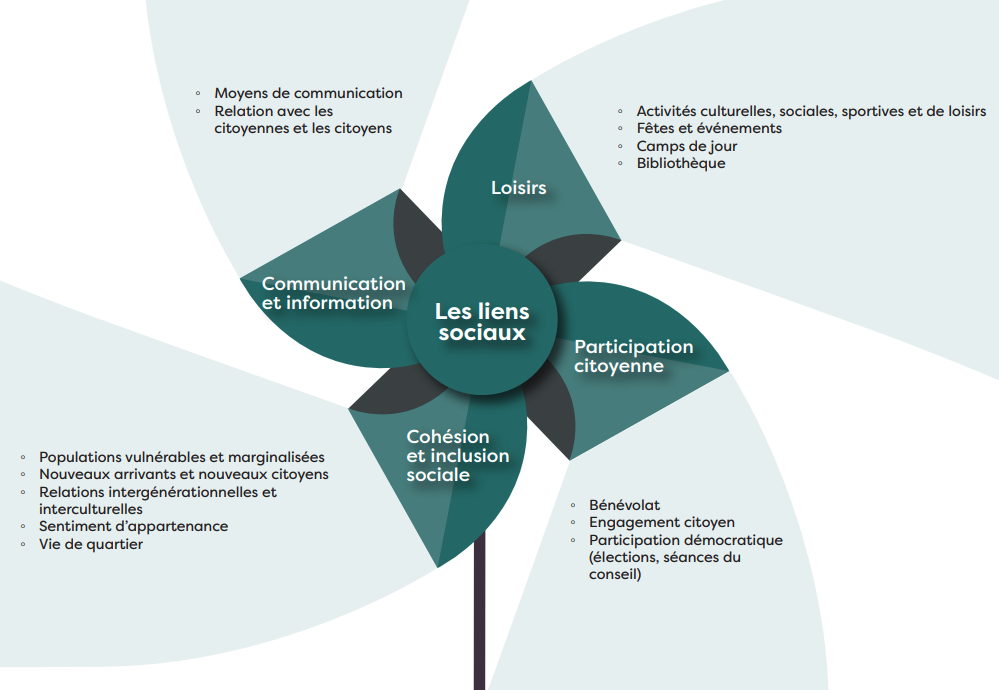 ◦ Moyens de communication
◦ Relation avec les
citoyennes et les citoyens
◦ Activités culturelles, sociales, sportives et de loisirs
◦ Fêtes et événements
◦ Camps de jour
◦ Bibliothèque
Loisirs
Communication
et information
Les liens
sociaux
Participation
citoyenne
Cohésion
et inclusion
sociale
◦ Populations vulnérables et marginalisées
◦ Nouveaux arrivants et nouveaux citoyens
◦ Relations intergénérationnelles et
interculturelles
◦ Sentiment d’appartenance
◦ Vie de quartier
◦ Bénévolat
◦ Engagement citoyen
◦ Participation démocratique
(élections, séances du
conseil)